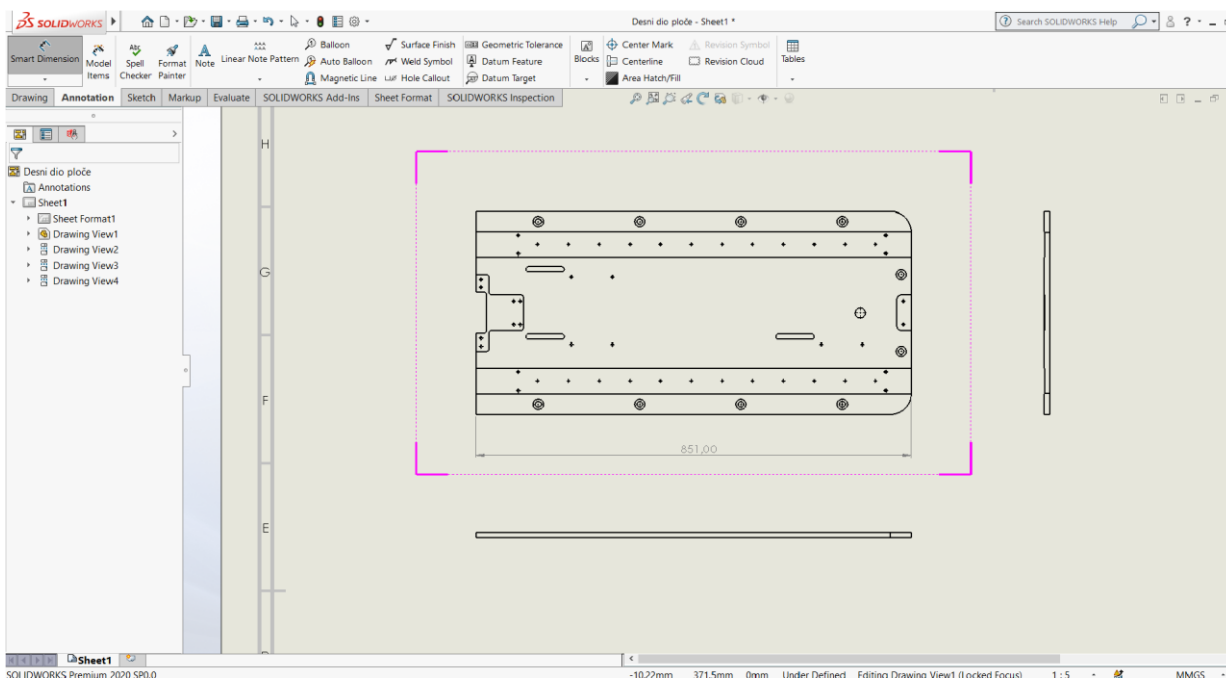 SOLIDWORKS
Desni dio ploče - Sheet1 *
Search SOLIDWORKS Help
Smart Dimension
Model Items
Spell Checker
Format Painter
Note
Linear Note Pattern
Balloon
Auto Balloon
Magnetic Line
Surface Finish
Weld Symbol
Hole Callout
Geometric Tolerance
Datum Feature
Datum Target
Blocks
Center Mark
Centerline
Area Hatch/Fill
Revision Symbol
Revision Cloud
Tables
Drawing Annotation Sketch Markup Evaluate SOLIDWORKS Add-Ins Sheet Format SOLIDWORKS Inspection
Desni dio ploče
Annotations
Sheet1
Sheet Format1
Drawing View1
Drawing View2
Drawing View3
Drawing View4
H
G
F
E
851,00
Sheet1
SOLIDWORKS Premium 2020 SP0.0
-10.22mm 371.5mm 0mm Under Defined Editing Drawing View1 (Locked Focus) 1 : 5 - MMGS